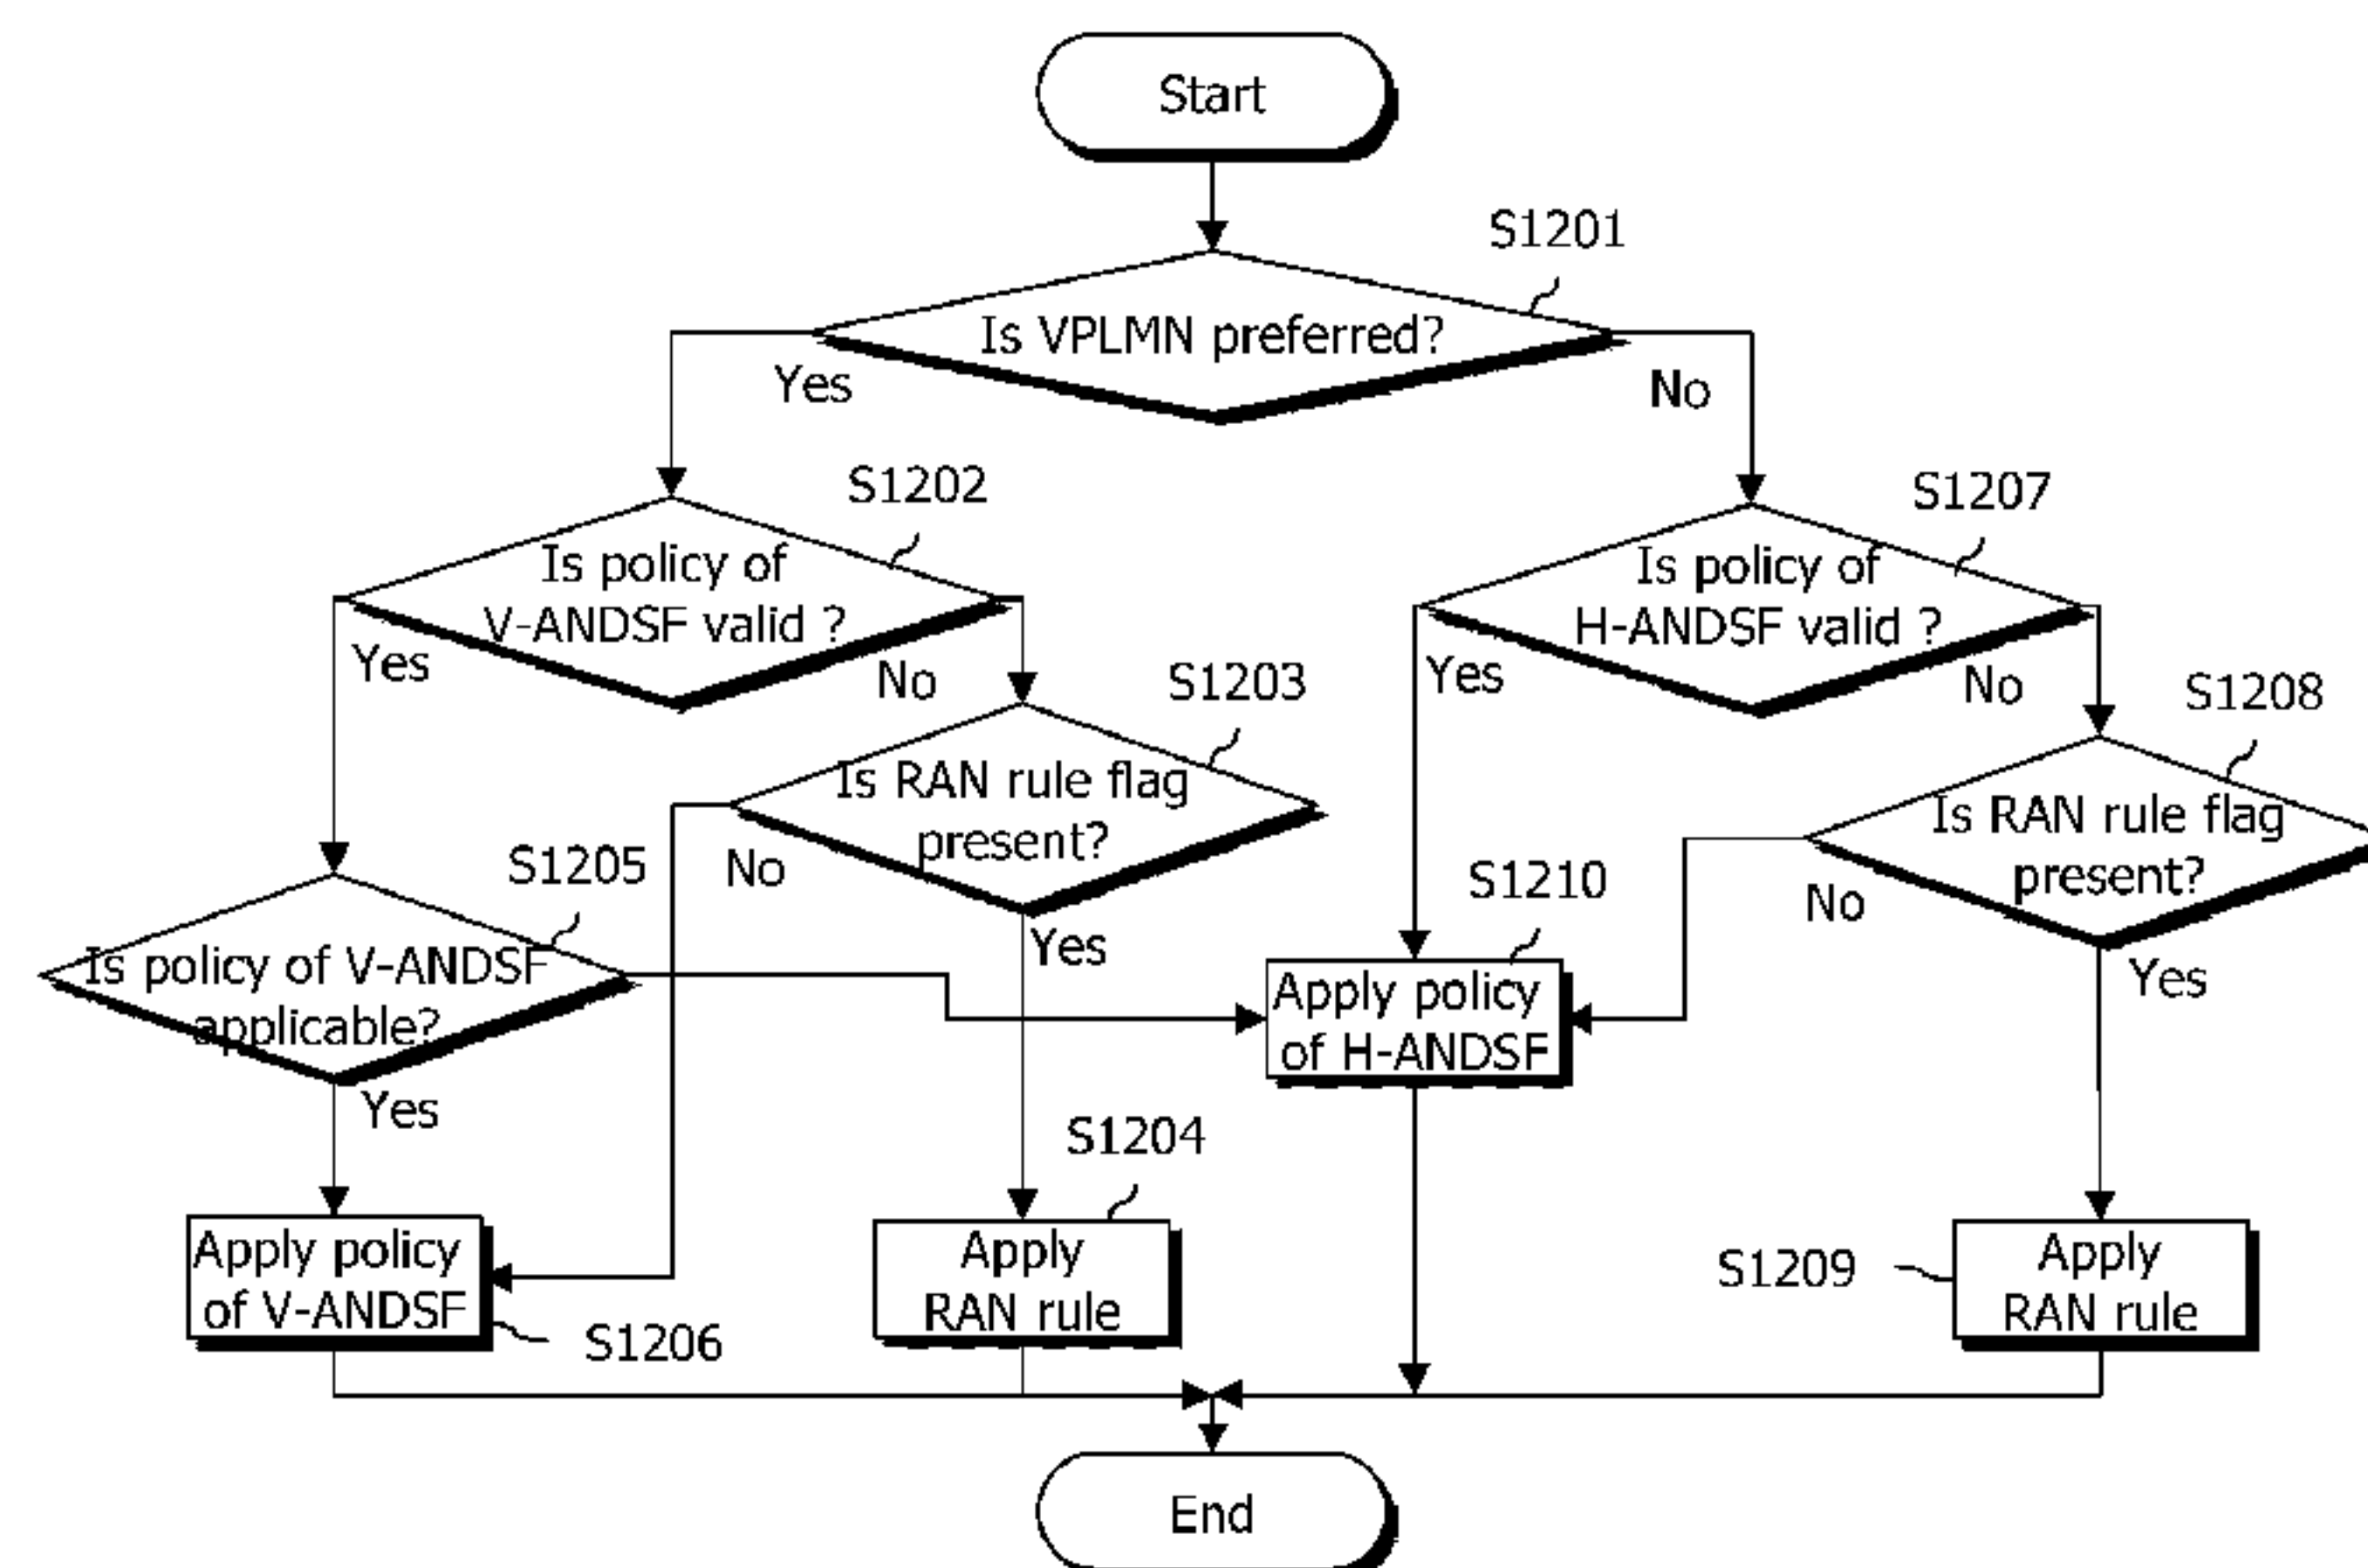 Start
S1201
Is VPLMN preferred?
Yes
No
S1202
Is policy of
V-ANDSF valid ?
Yes
No
S1207
Is policy of
H-ANDSF valid ?
Yes
No
S1203
Is RAN rule flag
present?
No
Yes
S1208
Is RAN rule flag
present?
No
Yes
S1205
Is policy of V-ANDSF
applicable?
Yes
S1210
Apply policy
of H-ANDSF
S1204
Apply
RAN rule
Apply policy
of V-ANDSF
S1206
S1209
Apply
RAN rule
End